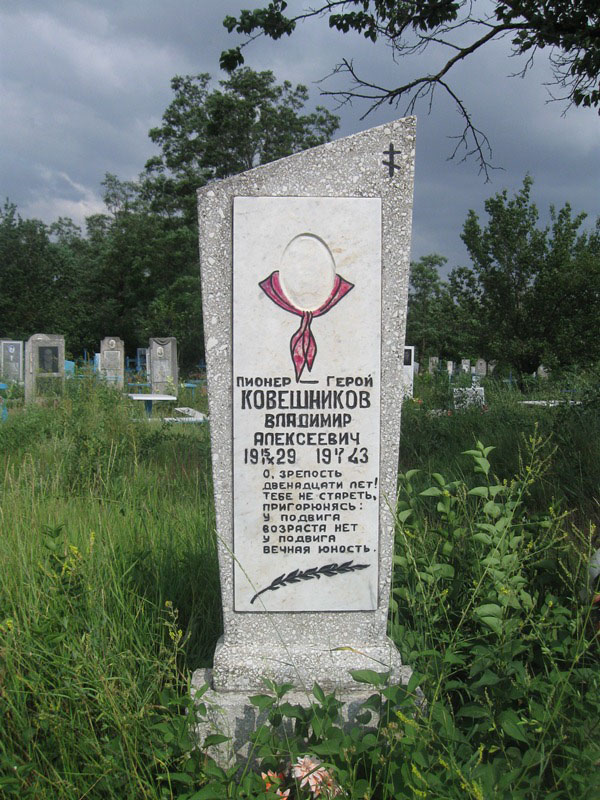 ПИОНЕР — ГЕРОЙ
КОВЕШНИКОВ
ВЛАДИМИР
АЛЕКСЕЕВИЧ
1929 1943
О, ЗРЕЛОСТЬ
ДВЕНАДЦАТИ ЛЕТ!
ТЕБЕ НЕ СТАРЕТЬ,
ПРИГОРЮНЯСЬ:
У ПОДВИГА
ВОЗРАСТА НЕТ
У ПОДВИГА
ВЕЧНАЯ ЮНОСТЬ.